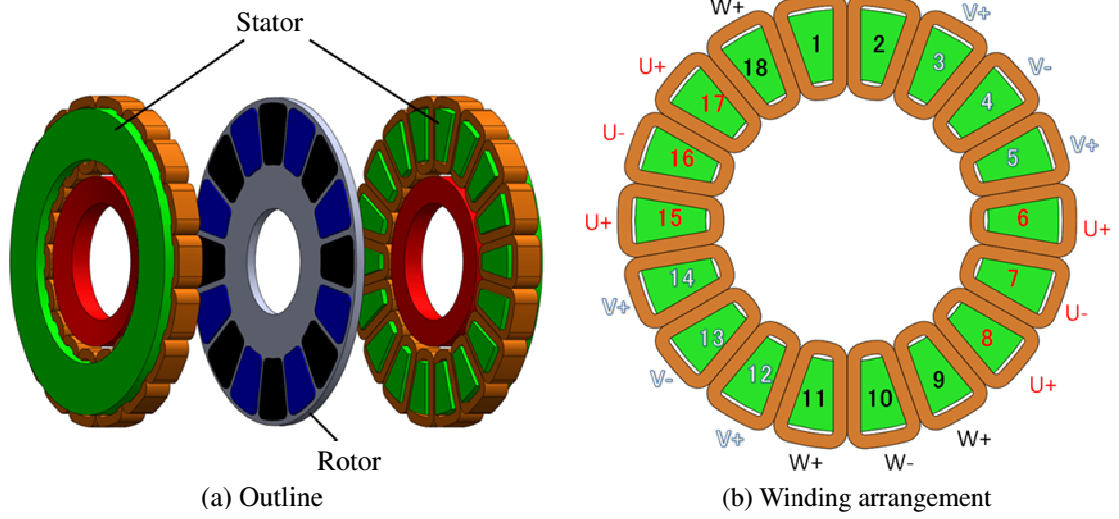 Stator
Rotor
(a) Outline
W+
V+
U+
V-
U-
V+
U+
U+
V+
U-
V-
U+
V+
W+
W+
W-
1
2
3
4
5
6
7
8
9
10
11
12
13
14
15
16
17
18
(b) Winding arrangement